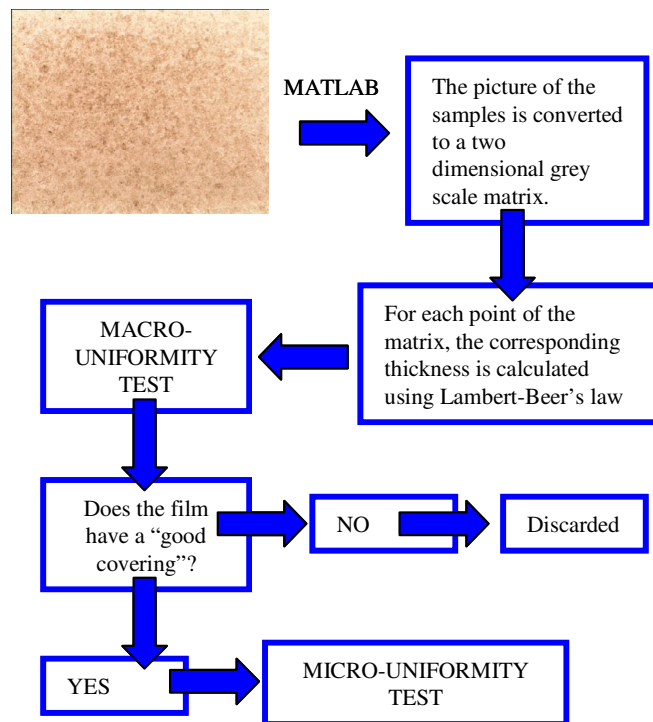 MATLAB
The picture of the
samples is converted
to a two
dimensional grey
scale matrix.
For each point of the
matrix, the corresponding
thickness is calculated
using Lambert-Beer’s law
MACRO-
UNIFORMITY
TEST
Does the film
have a “good
covering”?
NO
Discarded
YES
MICRO-UNIFORMITY
TEST